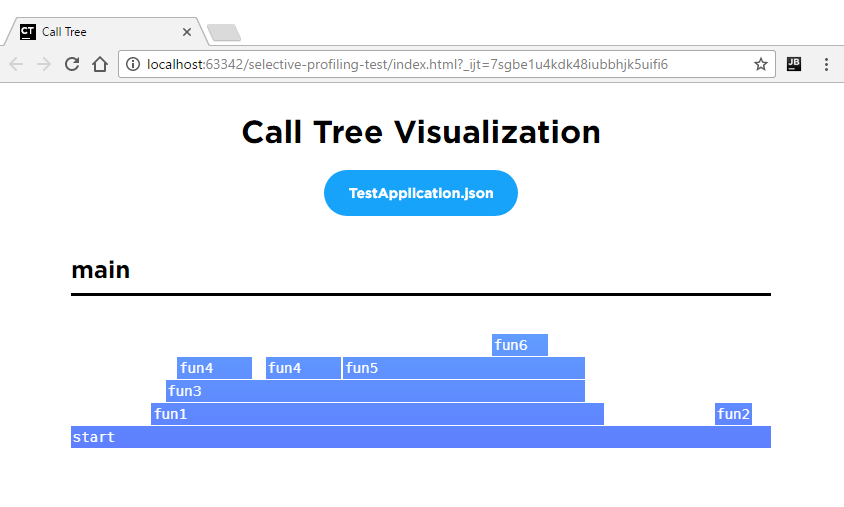 CT Call Tree
localhost:63342/selective-profiling-test/index.html?_ijt=7sgbe1u4kdk48iubbhjk5uifi6 JB
Call Tree Visualization
TestApplication.json
main
fun6
fun4 fun4 fun5
fun3
fun1 fun2
start